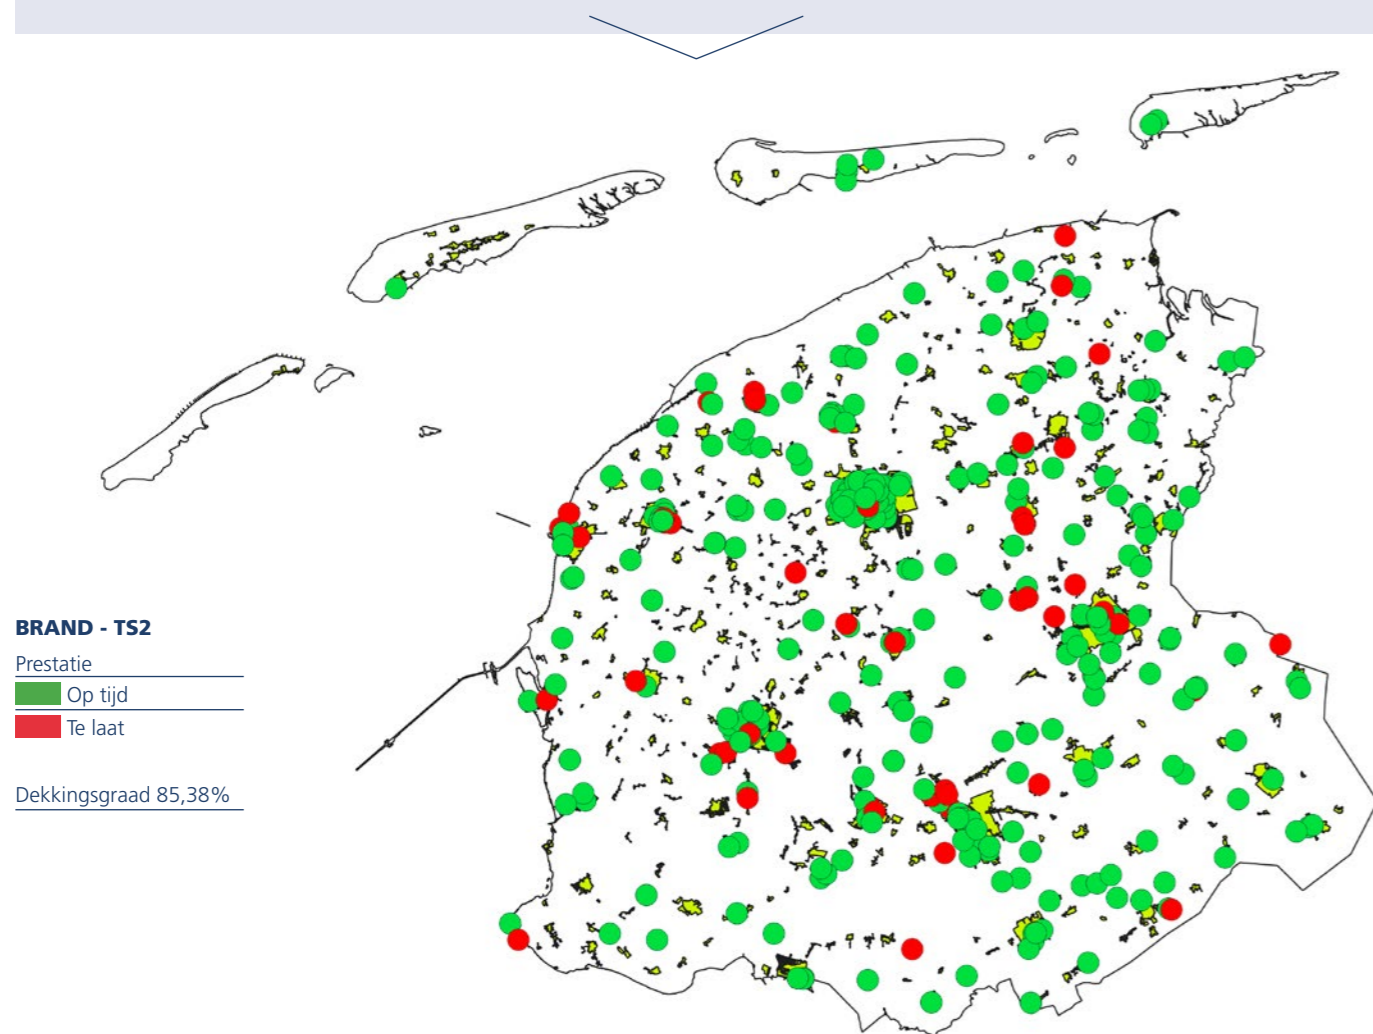 BRAND - TS2
Prestatie
Op tijd
Te laat
Dekkingsgraad 85,38%